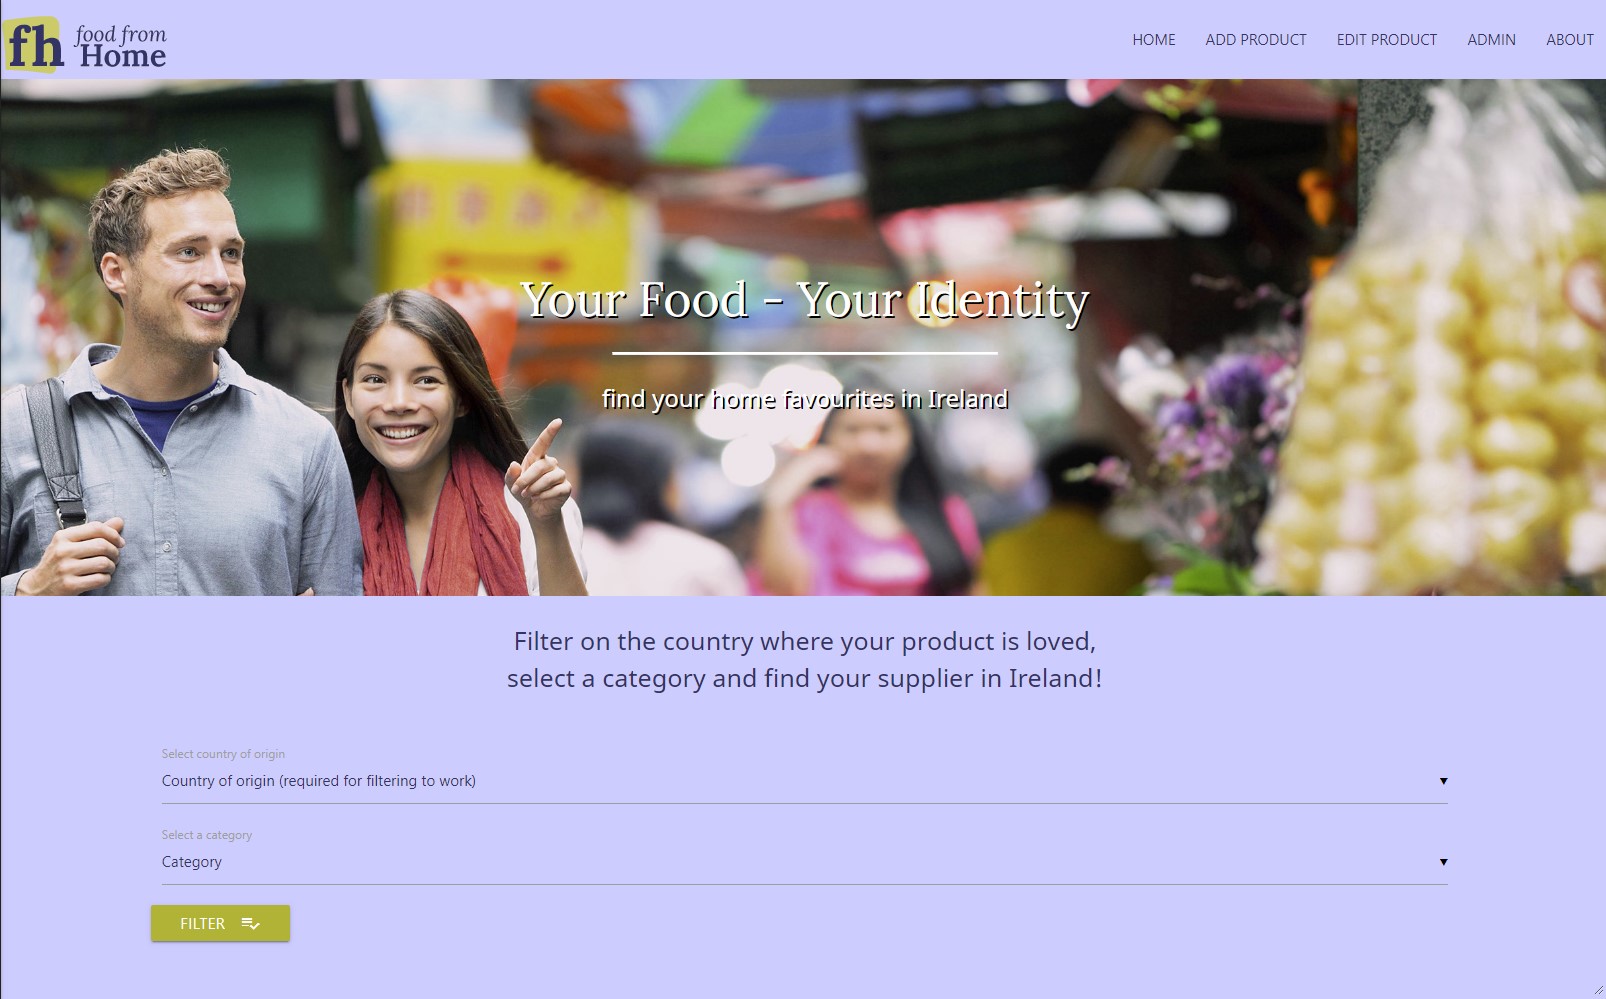 fh food from
Home
HOME ADD PRODUCT EDIT PRODUCT ADMIN ABOUT
Your Food - Your Identity
find your home favourites in Ireland
Filter on the country where your product is loved,
select a category and find your supplier in Ireland!
Select country of origin
Country of origin (required for filtering to work)
Select a category
Category
FILTER